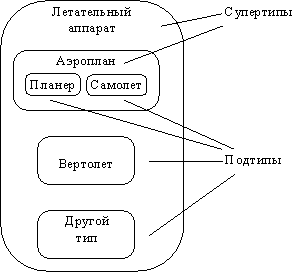 Летательный
аппарат
Супертипы
Аэроплан
Планер
Самолет
Вертолет
Подтипы
Другой
тип